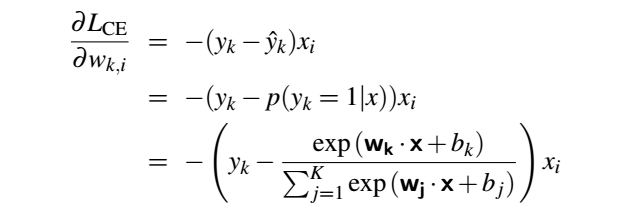 ∂L_CE/∂w_{k,i} = −(y_k − ŷ_k)x_i
= −(y_k − p(y_k = 1|x))x_i
= −(y_k − exp(w_k · x + b_k) / ∑_{j=1}^{K} exp(w_j · x + b_j)) x_i